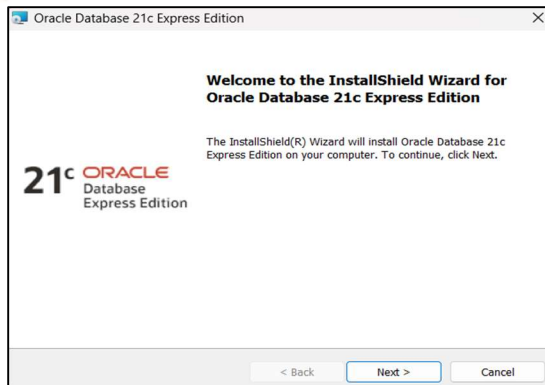 Oracle Database 21c Express Edition
Welcome to the InstallShield Wizard for
Oracle Database 21c Express Edition
The InstallShield(R) Wizard will install Oracle Database 21c
Express Edition on your computer. To continue, click Next.
21c ORACLE
Database
Express Edition
< Back Next > Cancel